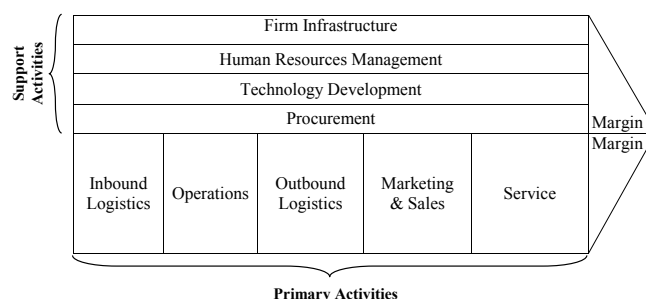 Firm Infrastructure
Human Resources Management
Technology Development
Procurement
Support
Activities
Margin
Margin
Inbound
Logistics
Operations
Outbound
Logistics
Marketing
& Sales
Service
Primary Activities